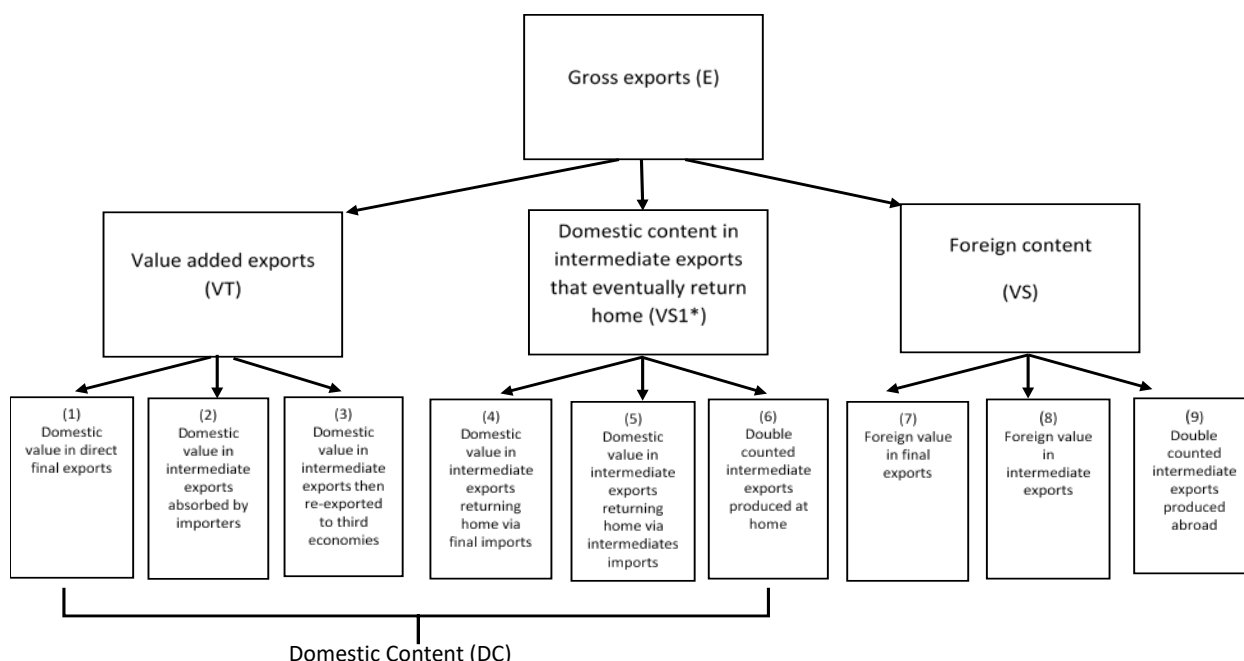 Gross exports (E)
Value added exports
(VT)
Domestic content in
intermediate exports
that eventually return
home (VS1*)
Foreign content
(VS)
(1)
Domestic
value in direct
final exports
(2)
Domestic
value in
intermediate
exports
absorbed by
importers
(3)
Domestic
value in
intermediate
exports then
re-exported
to third
economies
(4)
Domestic
value in
intermediate
exports
returning
home via
final imports
(5)
Domestic
value in
intermediate
exports
returning
home via
intermediates
imports
(6)
Double
counted
intermediate
exports
produced at
home
(7)
Foreign value
in final
exports
(8)
Foreign value
in
intermediate
exports
(9)
Double
counted
intermediate
exports
produced
abroad
Domestic Content (DC)